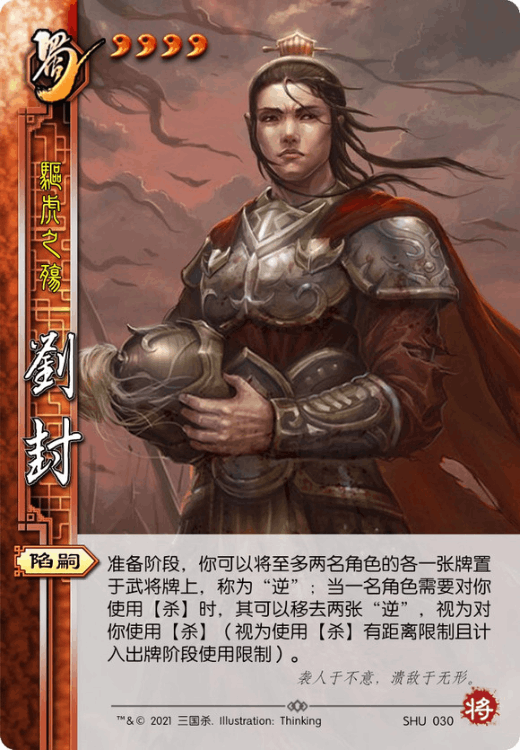 蜀
驅虎之殤
劉封
陷嗣
准备阶段，你可以将至多两名角色的各一张牌置
于武将牌上，称为“逆”；当一名角色需要对你
使用【杀】时，其可以移去两张“逆”，视为对
你使用【杀】（视为使用【杀】有距离限制且计
入出牌阶段使用限制）。
袭人于不意，溃敌于无形。
™&© 2021 三国杀. Illustration: Thinking
SHU 030
将